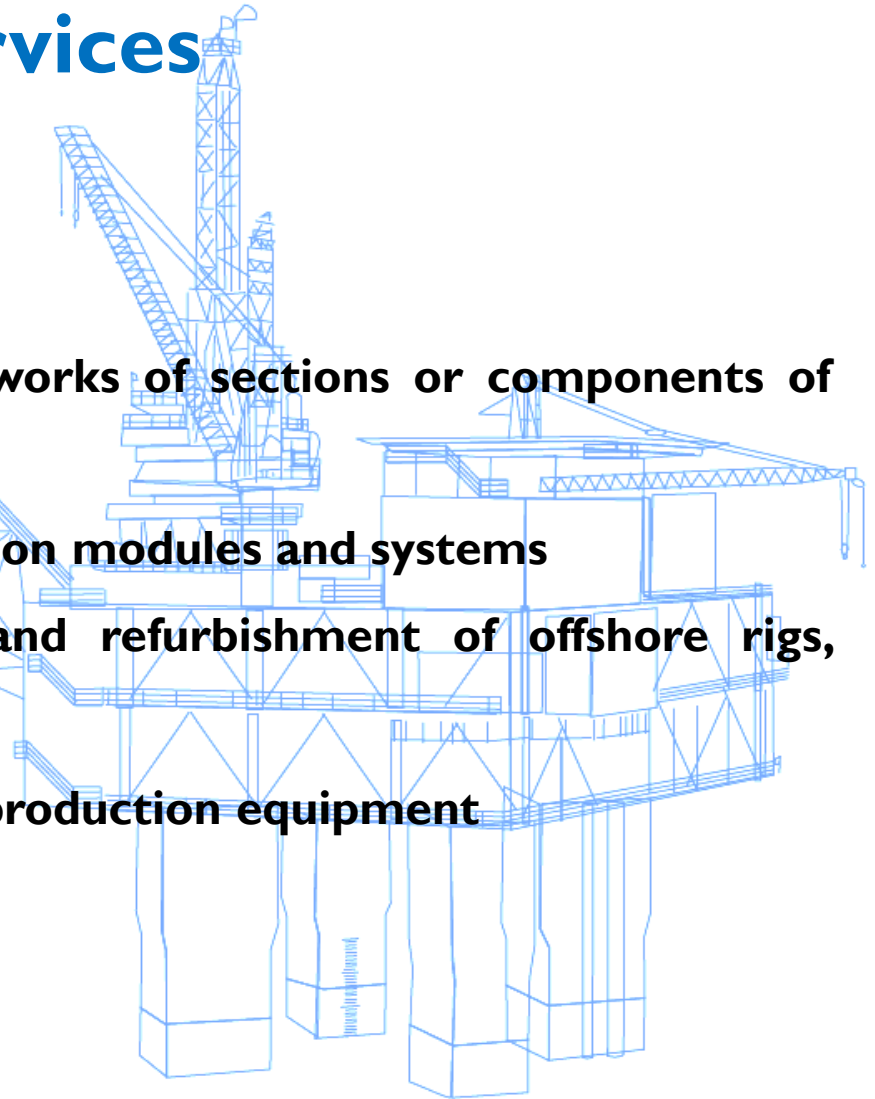 rvices
works of sections or components of
on modules and systems
and refurbishment of offshore rigs,
production equipment